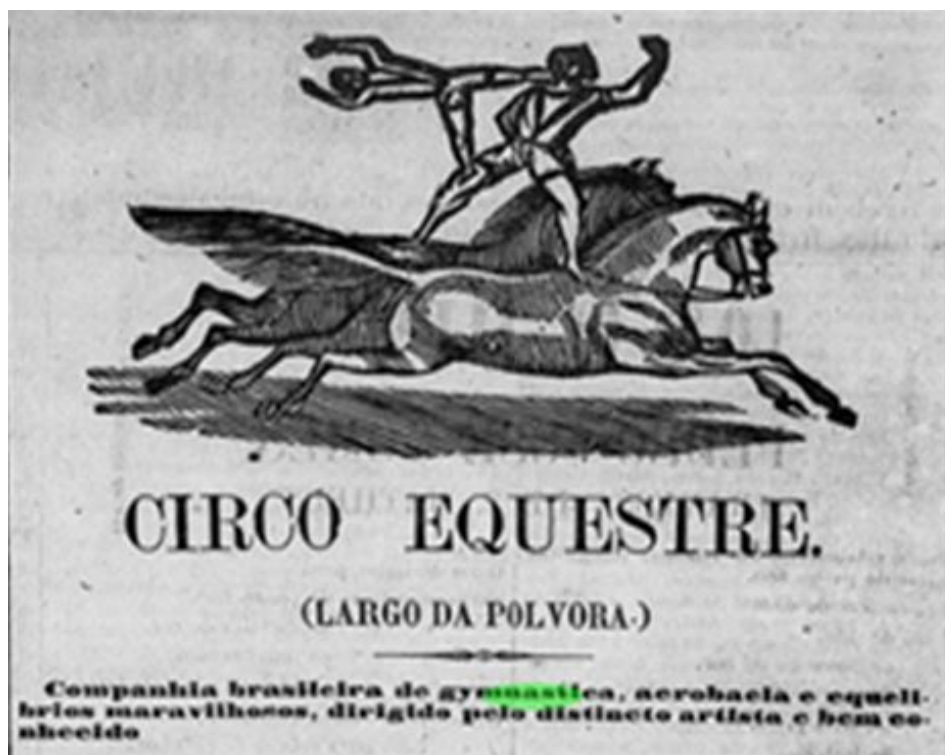 CIRCO EQUESTRE.
(LARGO DA POLVORA.)
Companhia brasileira de gymnastica, acrobacia e equeli-
brios maravilhosos, dirigido pelo distincto artista e bem co-
nhecido